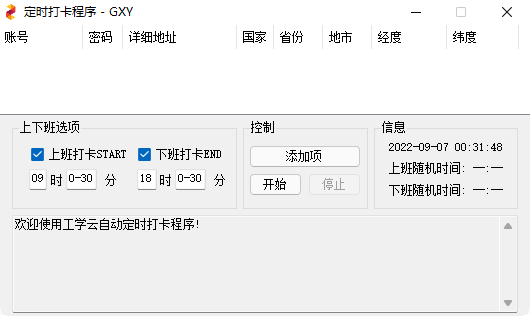 定时打卡程序 - GXY
账号 密码 详细地址 国家 省份 地市 经度 纬度
上下班选项 控制 信息
上班打卡START 下班打卡END 添加项 2022-09-07 00:31:48
上班随机时间: --:--
09 时 0-30 分 18 时 0-30 分 开始 停止 下班随机时间: --:--
欢迎使用工学云自动定时打卡程序!